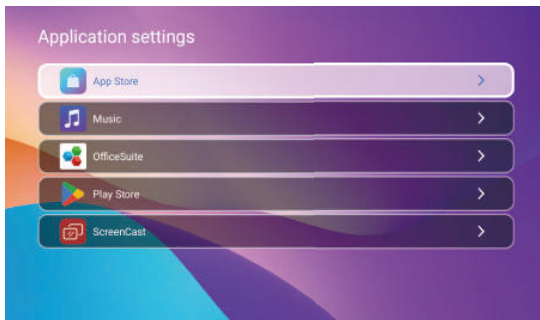 Application settings
App Store
Music
OfficeSuite
Play Store
ScreenCast